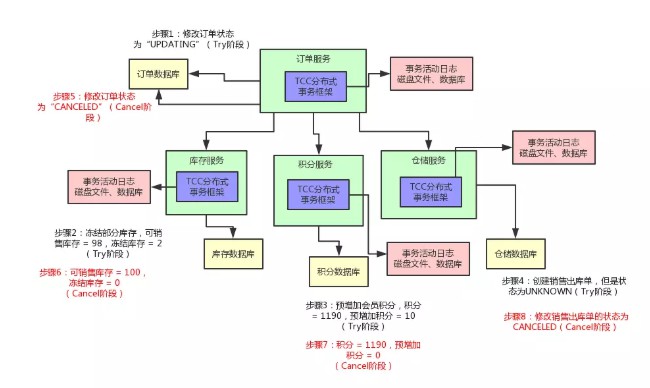 步骤1：修改订单状态
为“UPDATING”（Try阶段）
订单服务
订单数据库
TCC分布式
事务框架
事务活动日志
磁盘文件、数据库
步骤5：修改订单状态
为“CANCELED”（Cancel阶
段）
库存服务
TCC分布式
事务框架
事务活动日志
磁盘文件、数据库
积分服务
TCC分布式
事务框架
仓储服务
TCC分布式
事务框架
事务活动日志
磁盘文件、数据库
步骤2：冻结部分库存，可销
售库存 = 98，冻结库存 = 2
（Try阶段）
库存数据库
步骤6：可销售库存 = 100，
冻结库存 = 0
（Cancel阶段）
积分数据库
事务活动日志
磁盘文件、数据库
仓储数据库
步骤3：预增加会员积分，积分
= 1190，预增加积分 = 10
（Try阶段）
步骤7：积分 = 1190，预增加
积分 = 0
（Cancel阶段）
步骤4：创建销售出库单，但是状
态为UNKNOWN（Try阶段）
步骤8：修改销售出库单的状态为
CANCELED（Cancel阶段）